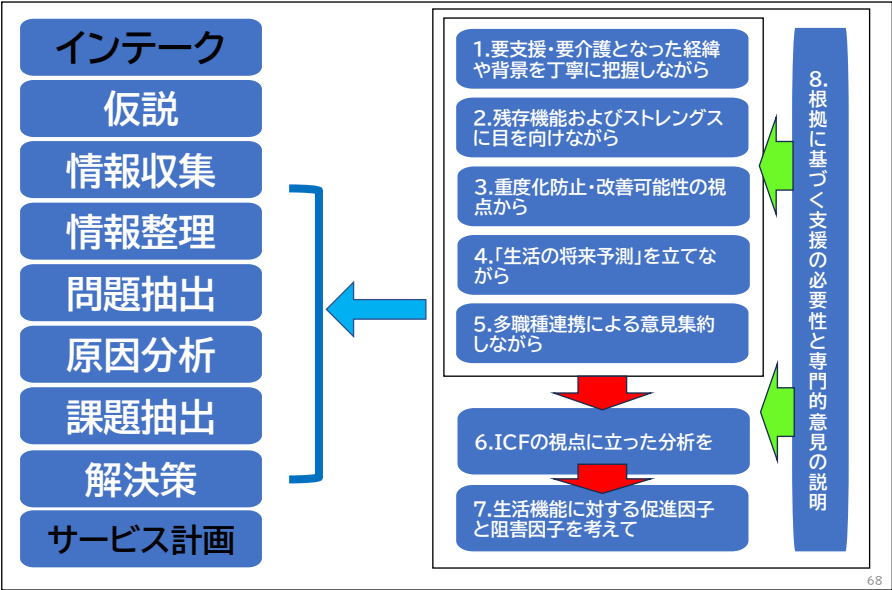 インテーク
仮説
情報収集
情報整理
問題抽出
原因分析
課題抽出
解決策
サービス計画
1.要支援・要介護となった経緯
や背景を丁寧に把握しながら
2.残存機能およびストレングス
に目を向けながら
3.重度化防止・改善可能性の視
点から
4.「生活の将来予測」を立てな
がら
5.多職種連携による意見集約
しながら
6.ICFの視点に立った分析を
7.生活機能に対する促進因子
と阻害因子を考えて
8.根拠に基づく支援の必要性と専門的意見の説明
68